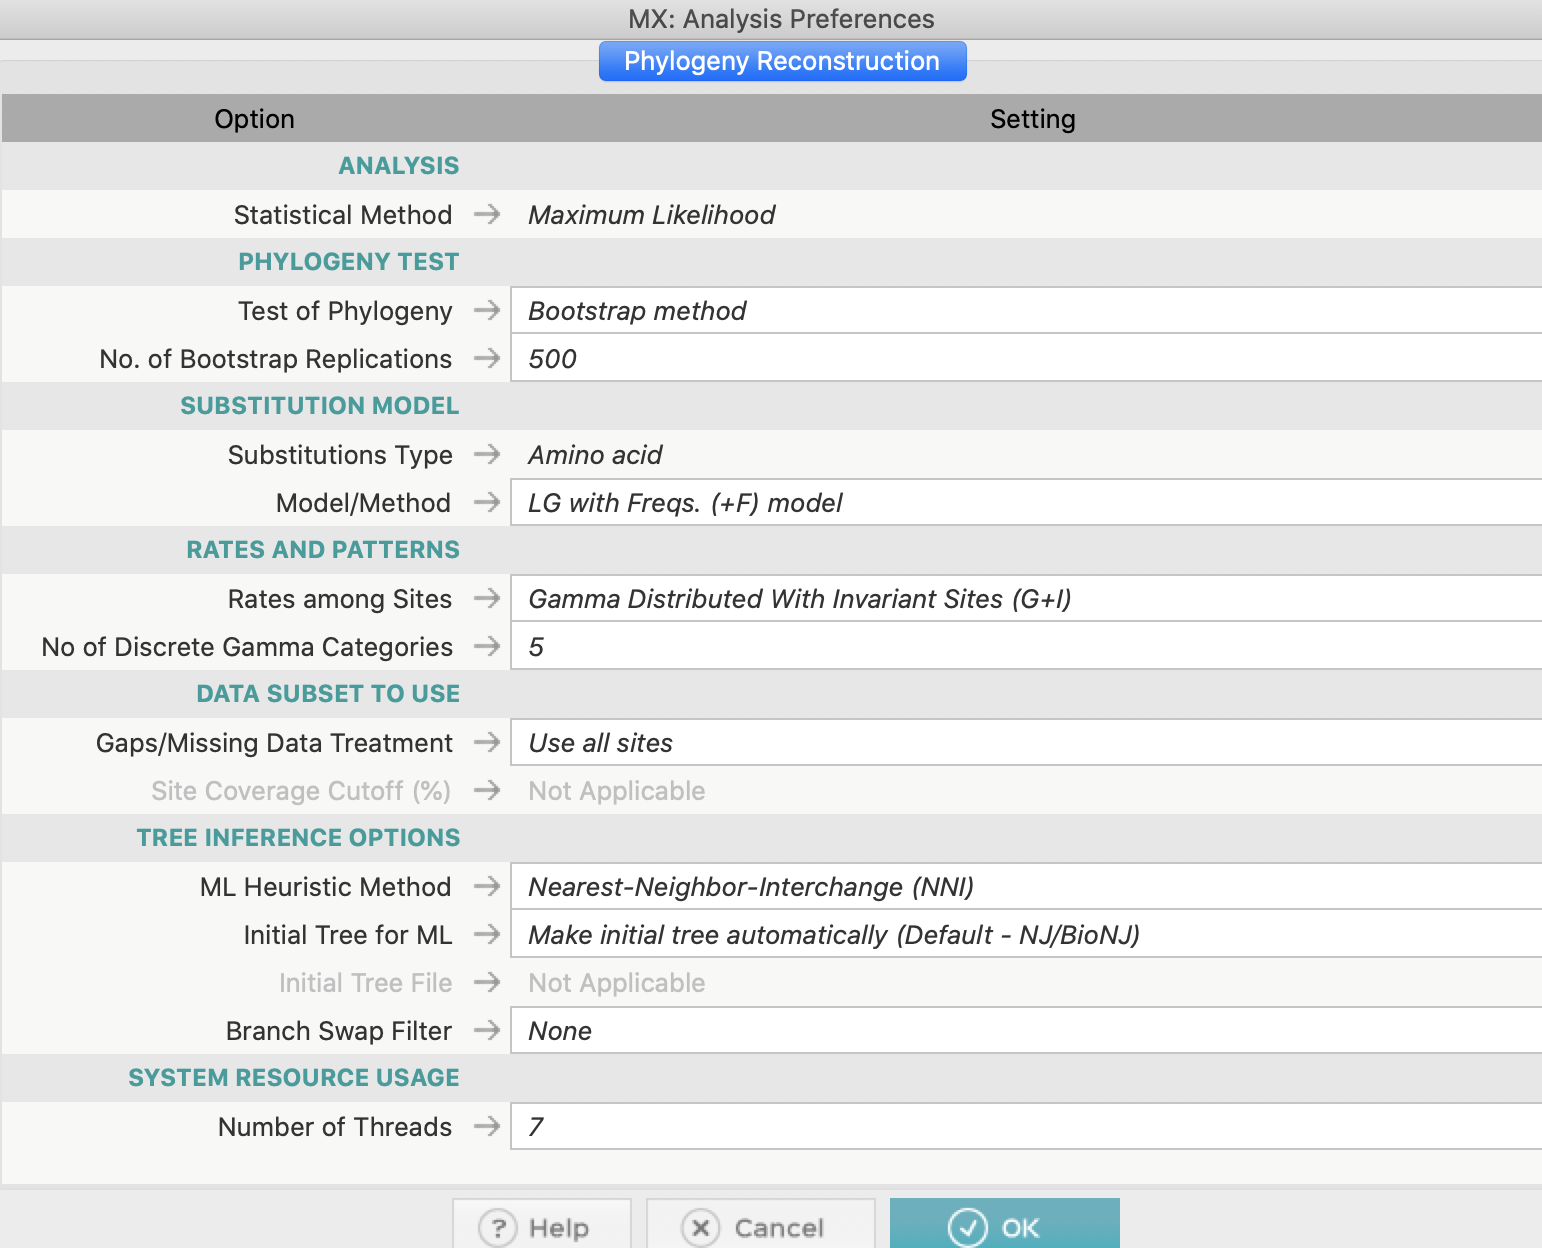 MX: Analysis Preferences
Phylogeny Reconstruction
Option Setting
ANALYSIS
Statistical Method → Maximum Likelihood
PHYLOGENY TEST
Test of Phylogeny → Bootstrap method
No. of Bootstrap Replications → 500
SUBSTITUTION MODEL
Substitutions Type → Amino acid
Model/Method → LG with Freqs. (+F) model
RATES AND PATTERNS
Rates among Sites → Gamma Distributed With Invariant Sites (G+I)
No of Discrete Gamma Categories → 5
DATA SUBSET TO USE
Gaps/Missing Data Treatment → Use all sites
Site Coverage Cutoff (%) → Not Applicable
TREE INFERENCE OPTIONS
ML Heuristic Method → Nearest-Neighbor-Interchange (NNI)
Initial Tree for ML → Make initial tree automatically (Default - NJ/BioNJ)
Initial Tree File → Not Applicable
Branch Swap Filter → None
SYSTEM RESOURCE USAGE
Number of Threads → 7
? Help Cancel OK